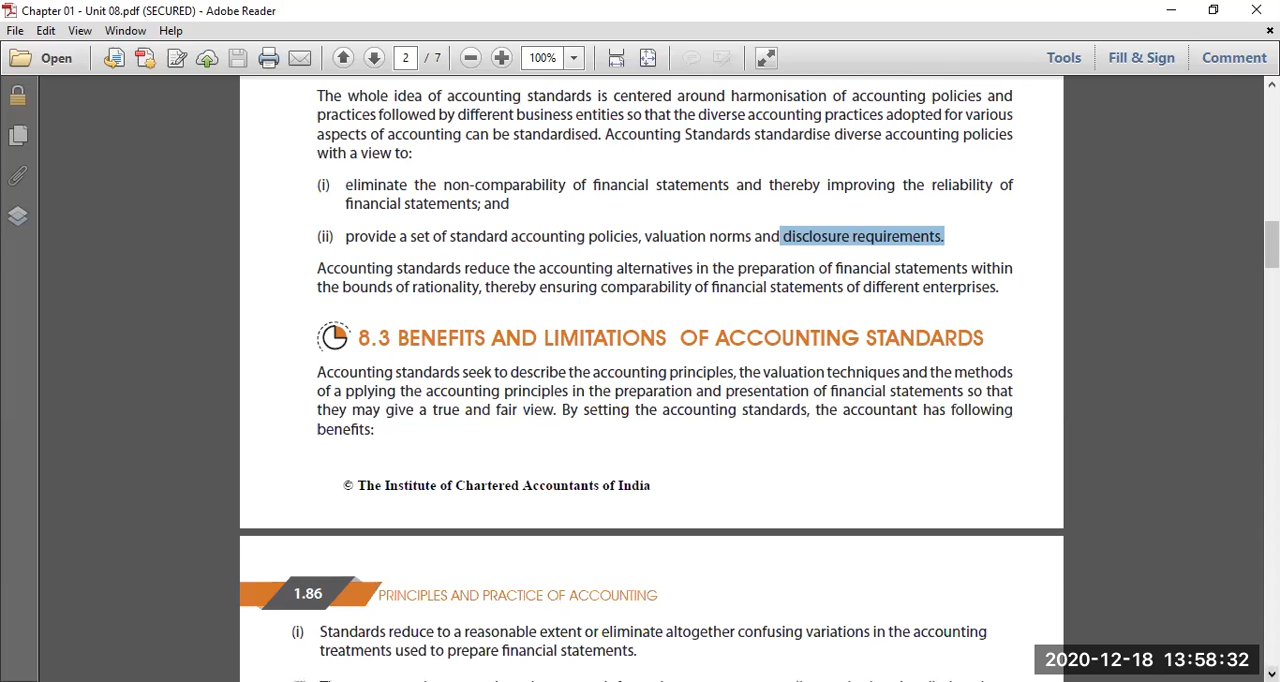 Chapter 01 - Unit 08.pdf (SECURED) - Adobe Reader
File Edit View Window Help
Open 2 / 7 100% Tools Fill & Sign Comment
The whole idea of accounting standards is centered around harmonisation of accounting policies and
practices followed by different business entities so that the diverse accounting practices adopted for various
aspects of accounting can be standardised. Accounting Standards standardise diverse accounting policies
with a view to:
(i) eliminate the non-comparability of financial statements and thereby improving the reliability of
financial statements; and
(ii) provide a set of standard accounting policies, valuation norms and disclosure requirements.
Accounting standards reduce the accounting alternatives in the preparation of financial statements within
the bounds of rationality, thereby ensuring comparability of financial statements of different enterprises.
8.3 BENEFITS AND LIMITATIONS OF ACCOUNTING STANDARDS
Accounting standards seek to describe the accounting principles, the valuation techniques and the methods
of a pplying the accounting principles in the preparation and presentation of financial statements so that
they may give a true and fair view. By setting the accounting standards, the accountant has following
benefits:
© The Institute of Chartered Accountants of India
1.86 PRINCIPLES AND PRACTICE OF ACCOUNTING
(i) Standards reduce to a reasonable extent or eliminate altogether confusing variations in the accounting
treatments used to prepare financial statements.
2020-12-18 13:58:32